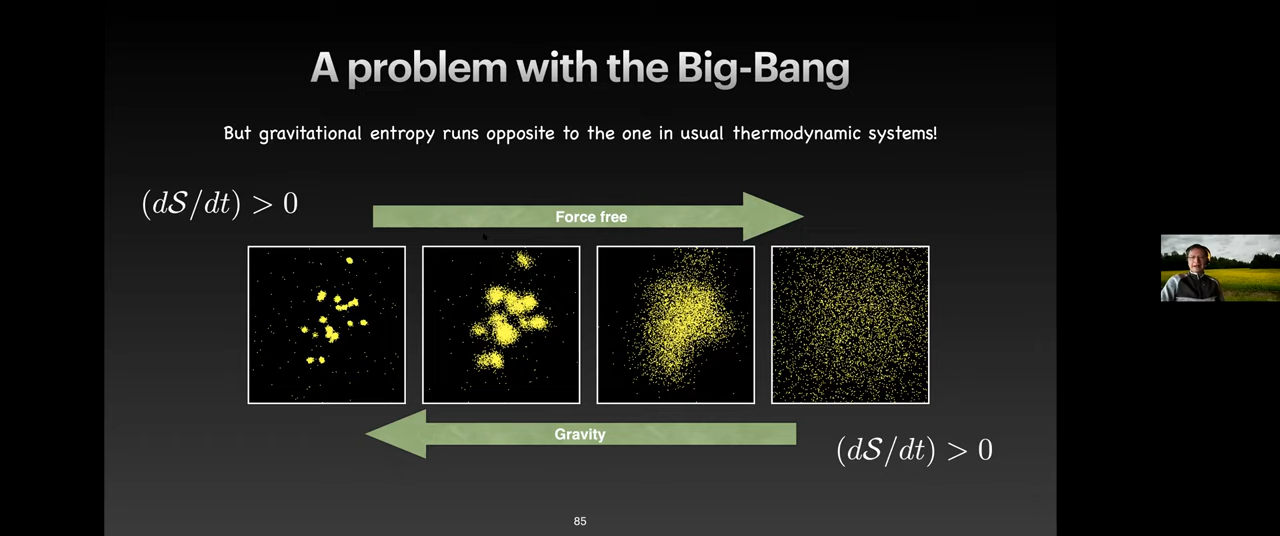 A problem with the Big-Bang
But gravitational entropy runs opposite to the one in usual thermodynamic systems!
(d𝒮/dt) > 0
Force free
Gravity
(d𝒮/dt) > 0
85